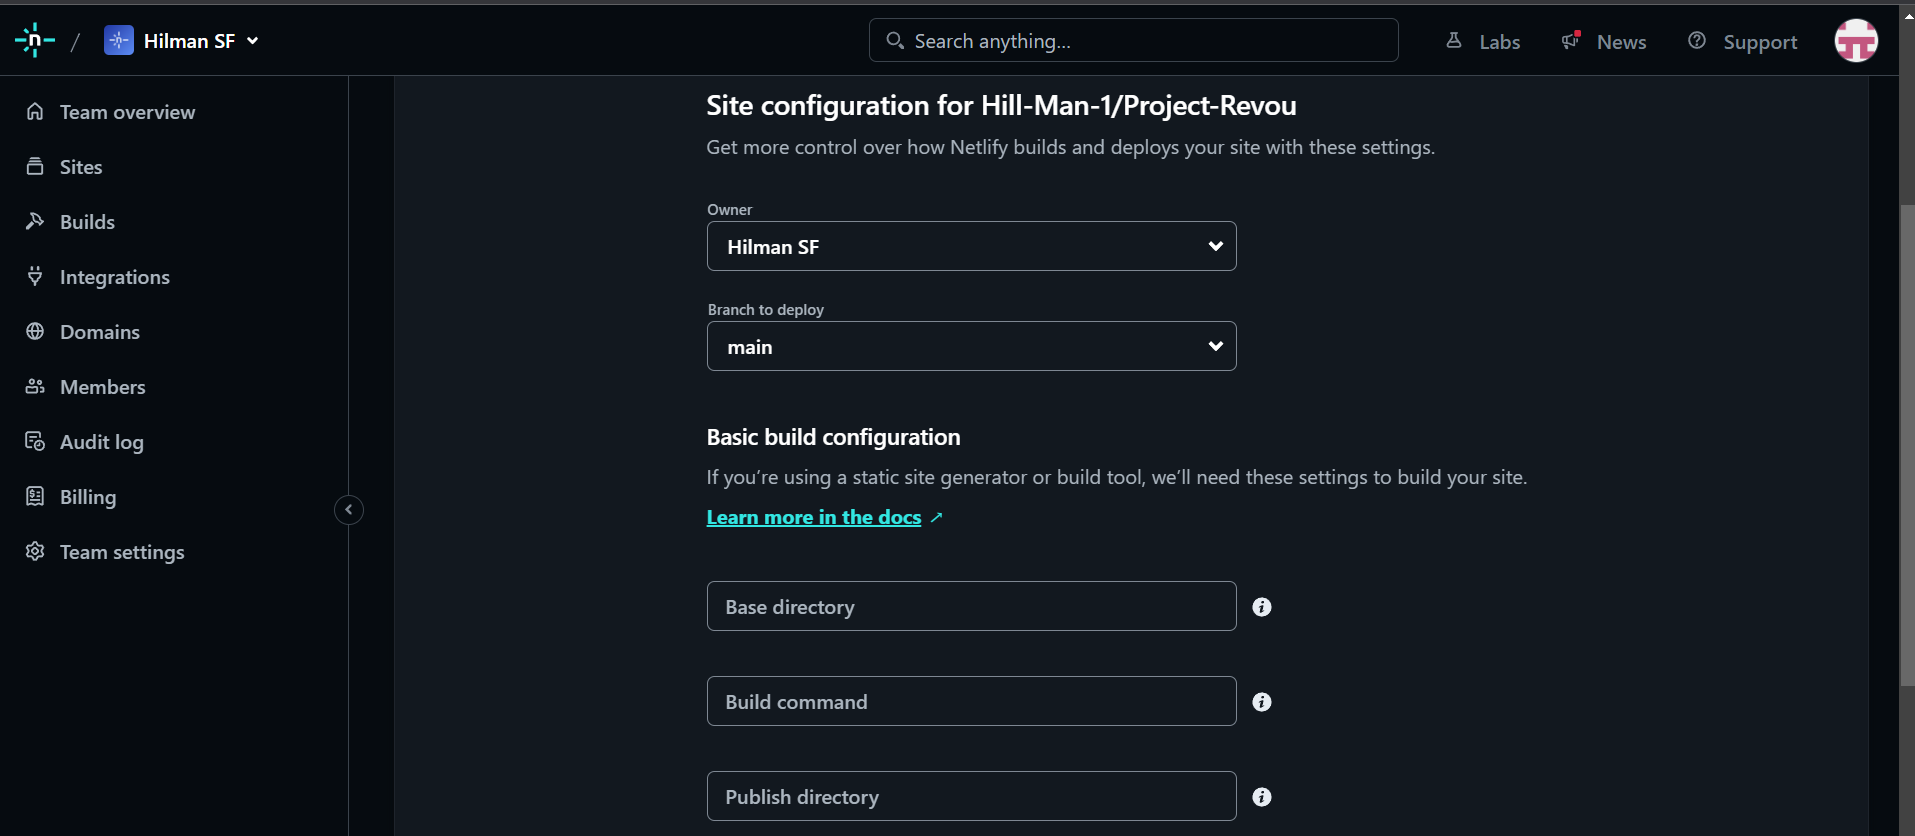 n / Hilman SF
Search anything...
Labs
News
Support
Team overview
Sites
Builds
Integrations
Domains
Members
Audit log
Billing
Team settings
Site configuration for Hill-Man-1/Project-Revou
Get more control over how Netlify builds and deploys your site with these settings.
Owner
Hilman SF
Branch to deploy
main
Basic build configuration
If you’re using a static site generator or build tool, we’ll need these settings to build your site.
Learn more in the docs ↗
Base directory
Build command
Publish directory